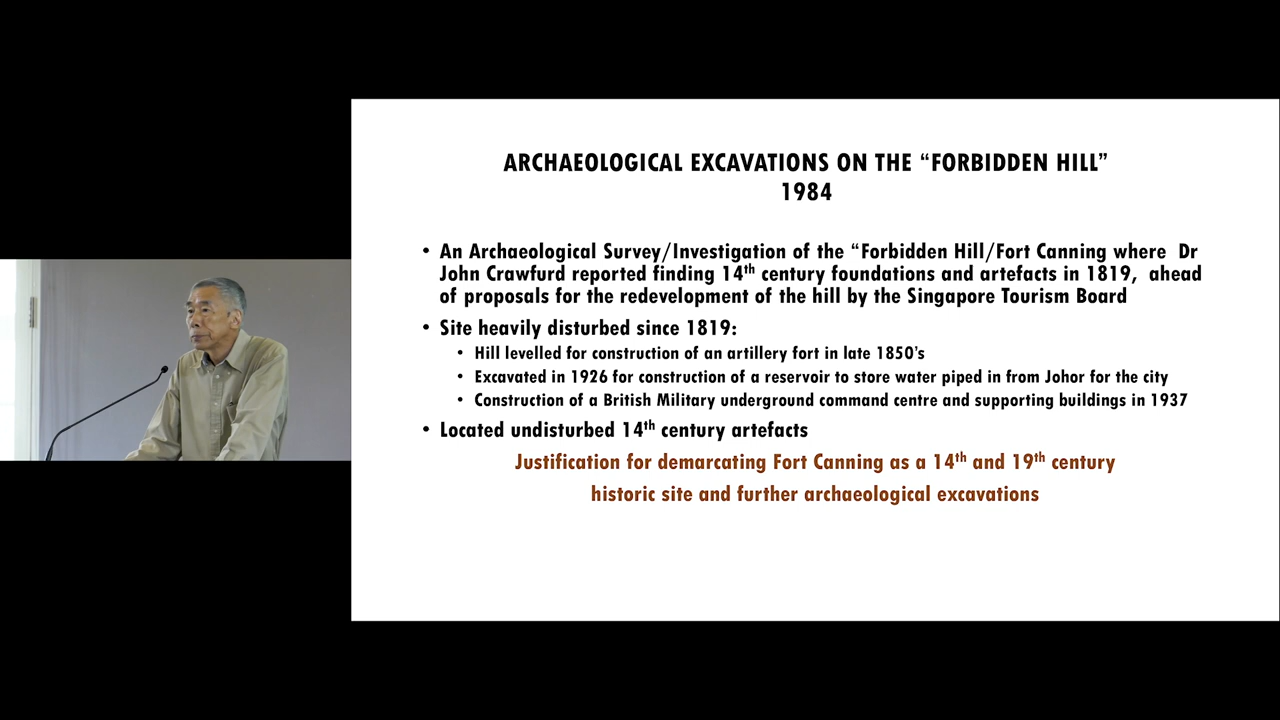 ARCHAEOLOGICAL EXCAVATIONS ON THE “FORBIDDEN HILL”
1984
• An Archaeological Survey/Investigation of the “Forbidden Hill/Fort Canning where Dr
John Crawfurd reported finding 14th century foundations and artefacts in 1819, ahead
of proposals for the redevelopment of the hill by the Singapore Tourism Board
• Site heavily disturbed since 1819:
• Hill levelled for construction of an artillery fort in late 1850’s
• Excavated in 1926 for construction of a reservoir to store water piped in from Johor for the city
• Construction of a British Military underground command centre and supporting buildings in 1937
• Located undisturbed 14th century artefacts
Justification for demarcating Fort Canning as a 14th and 19th century
historic site and further archaeological excavations